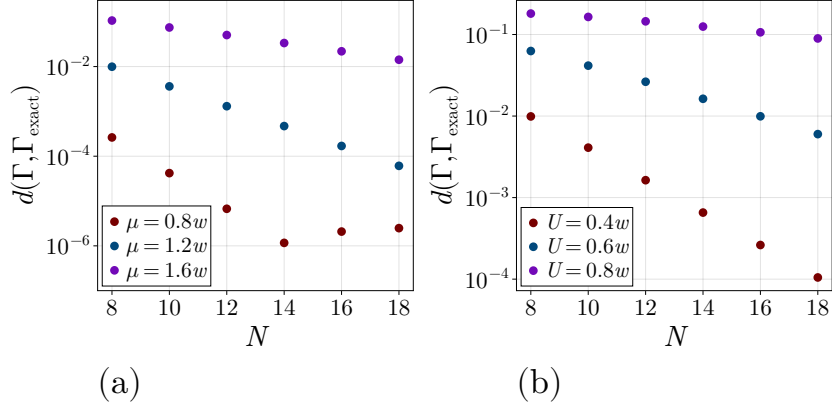 10⁻²
10⁻⁴
10⁻⁶
d(Γ, Γ_exact)
μ = 0.8w
μ = 1.2w
μ = 1.6w
8 10 12 14 16 18
N
(a)
10⁻¹
10⁻²
10⁻³
10⁻⁴
d(Γ, Γ_exact)
U = 0.4w
U = 0.6w
U = 0.8w
8 10 12 14 16 18
N
(b)